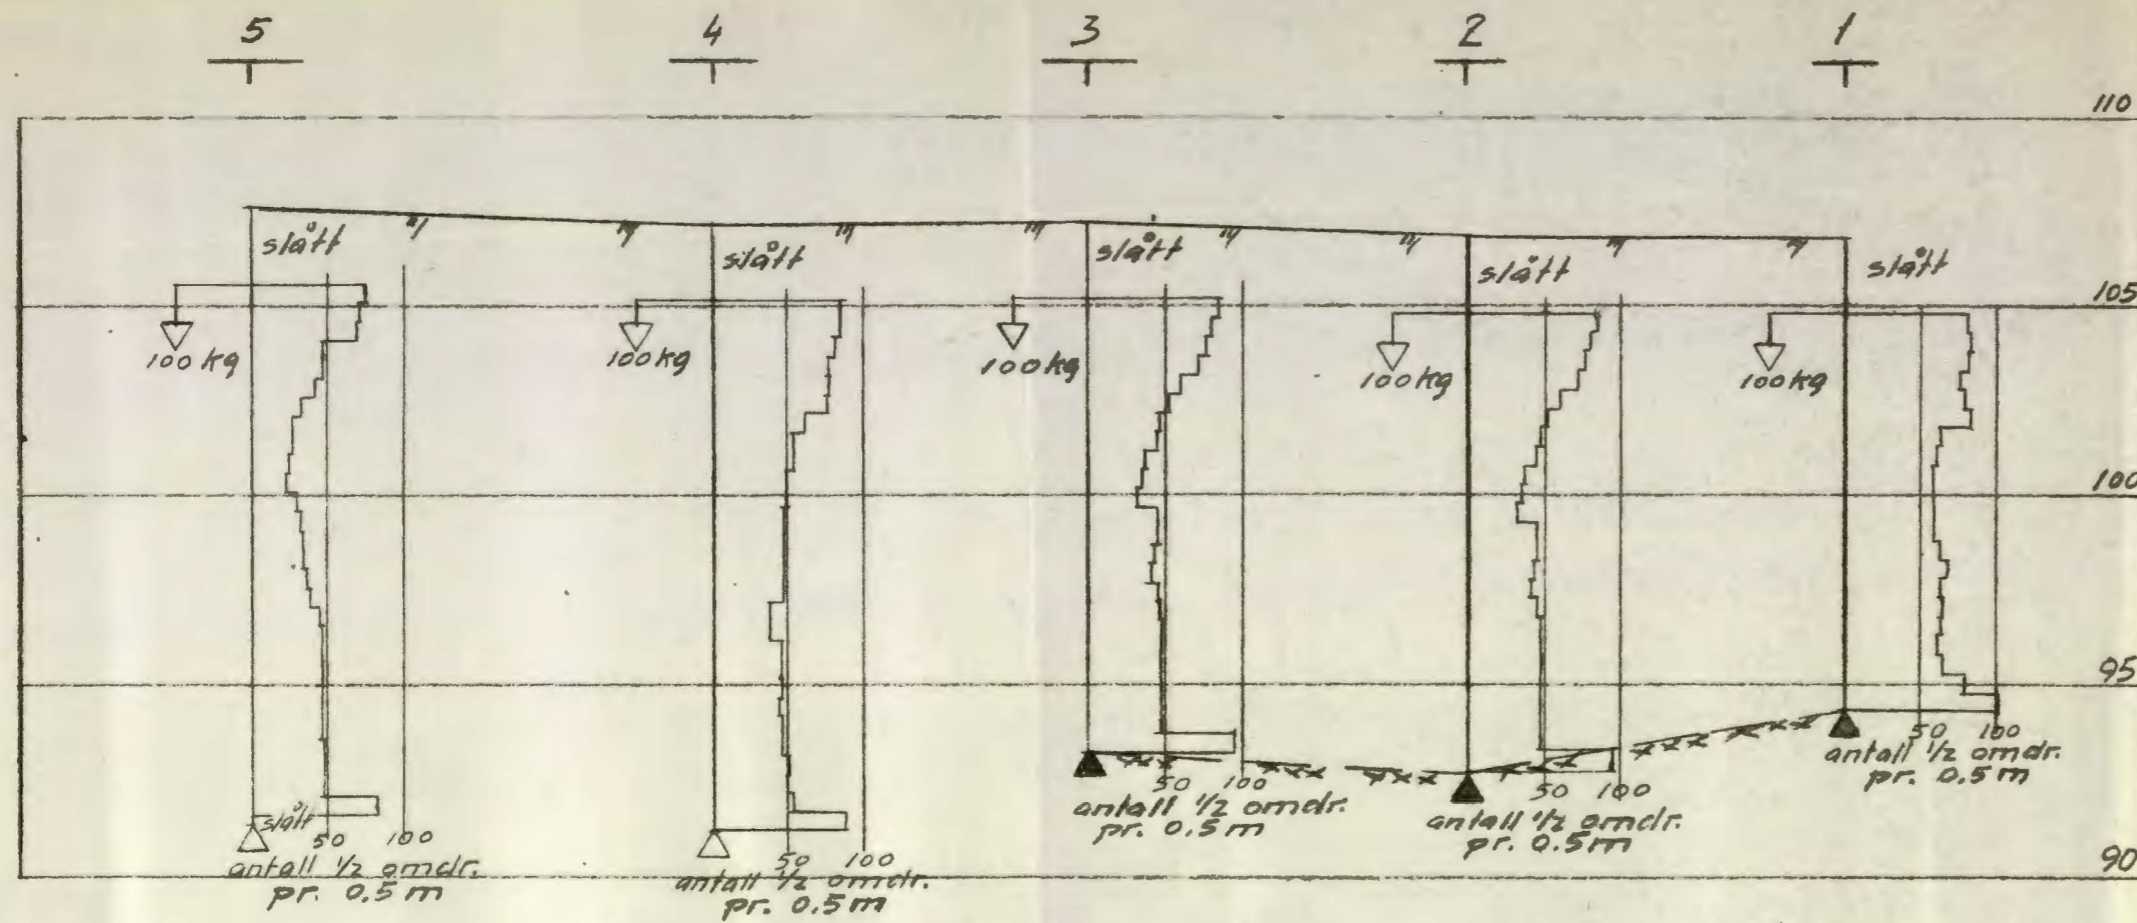 5 4 3 2 1
110
slått slått slått slått slått
105
100 kg 100 kg 100 kg 100 kg 100 kg
100
95
50 100
antall 1/2 omdr.
pr. 0.5 m
50 100
antall 1/2 omdr.
pr. 0.5 m
50 100
antall 1/2 omdr.
pr. 0.5 m
slått
50 100
antall 1/2 omdr.
pr. 0.5 m
50 100
antall 1/2 omdr.
pr. 0.5 m
90